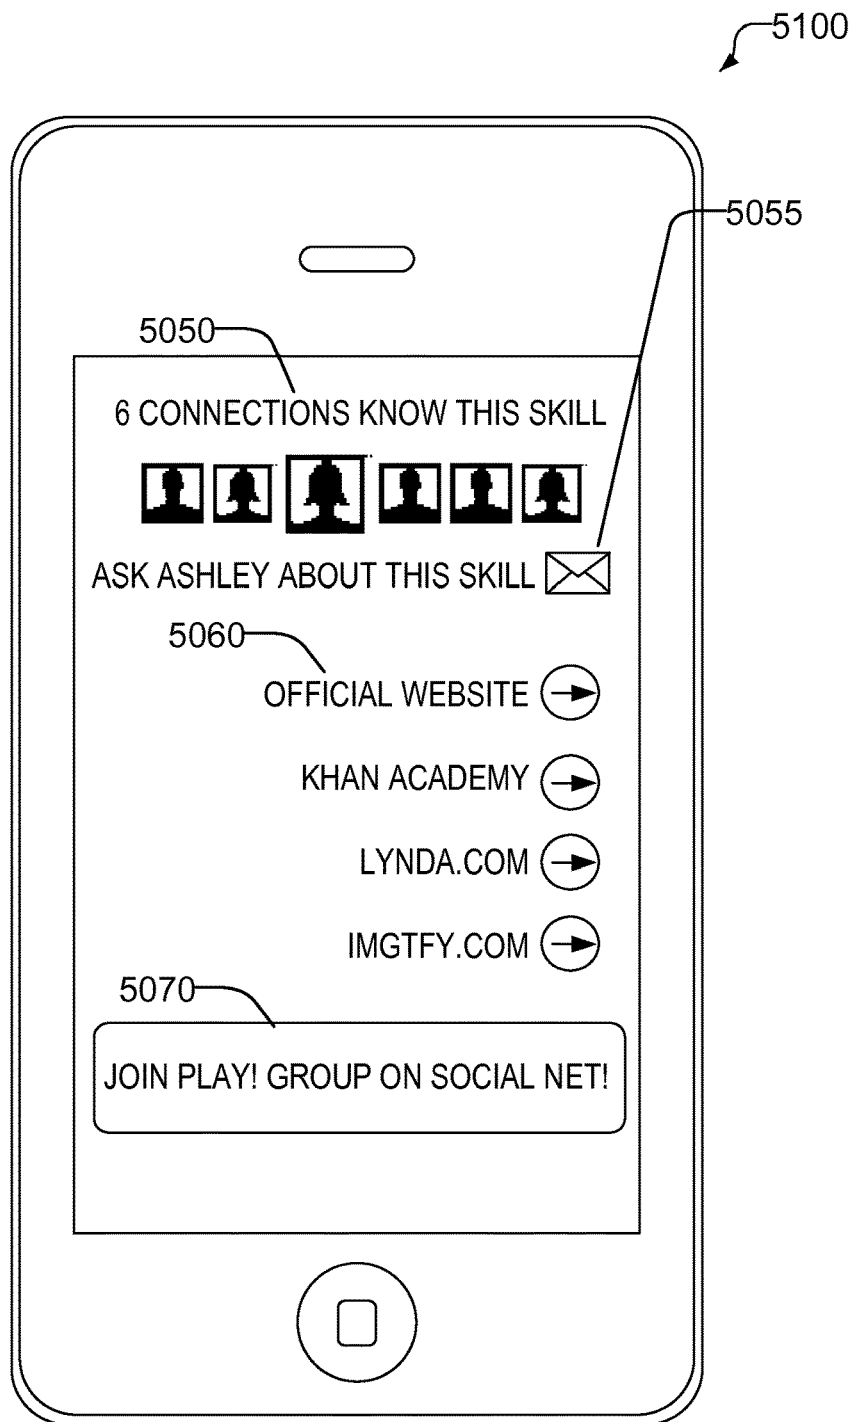 5100
5055
5050
6 CONNECTIONS KNOW THIS SKILL
ASK ASHLEY ABOUT THIS SKILL
5060
OFFICIAL WEBSITE
KHAN ACADEMY
LYNDA.COM
IMGTFY.COM
5070
JOIN PLAY! GROUP ON SOCIAL NET!